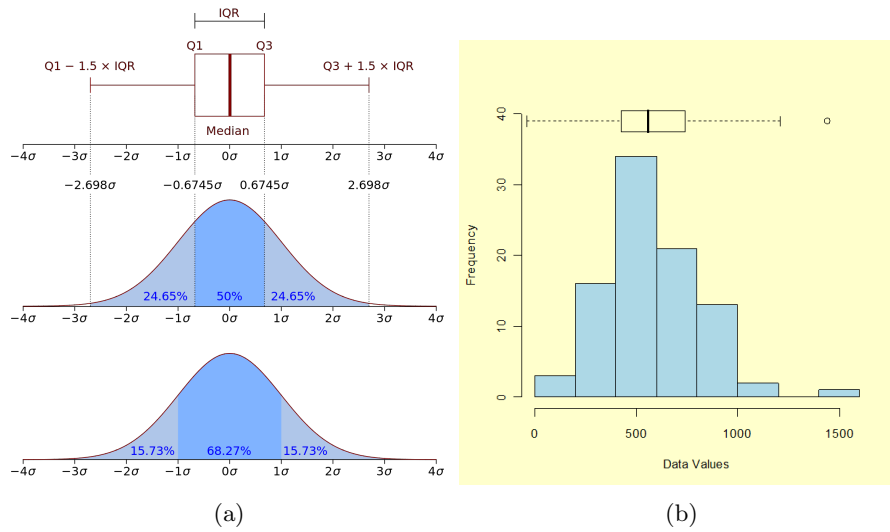 IQR
Q1 Q3
Q1 − 1.5 × IQR Q3 + 1.5 × IQR
Median
−4σ −3σ −2σ −1σ 0σ 1σ 2σ 3σ 4σ
−2.698σ −0.6745σ 0.6745σ 2.698σ
24.65% 50% 24.65%
−4σ −3σ −2σ −1σ 0σ 1σ 2σ 3σ 4σ
15.73% 68.27% 15.73%
−4σ −3σ −2σ −1σ 0σ 1σ 2σ 3σ 4σ
(a)
40
30
20
10
0
Frequency
0 500 1000 1500
Data Values
(b)